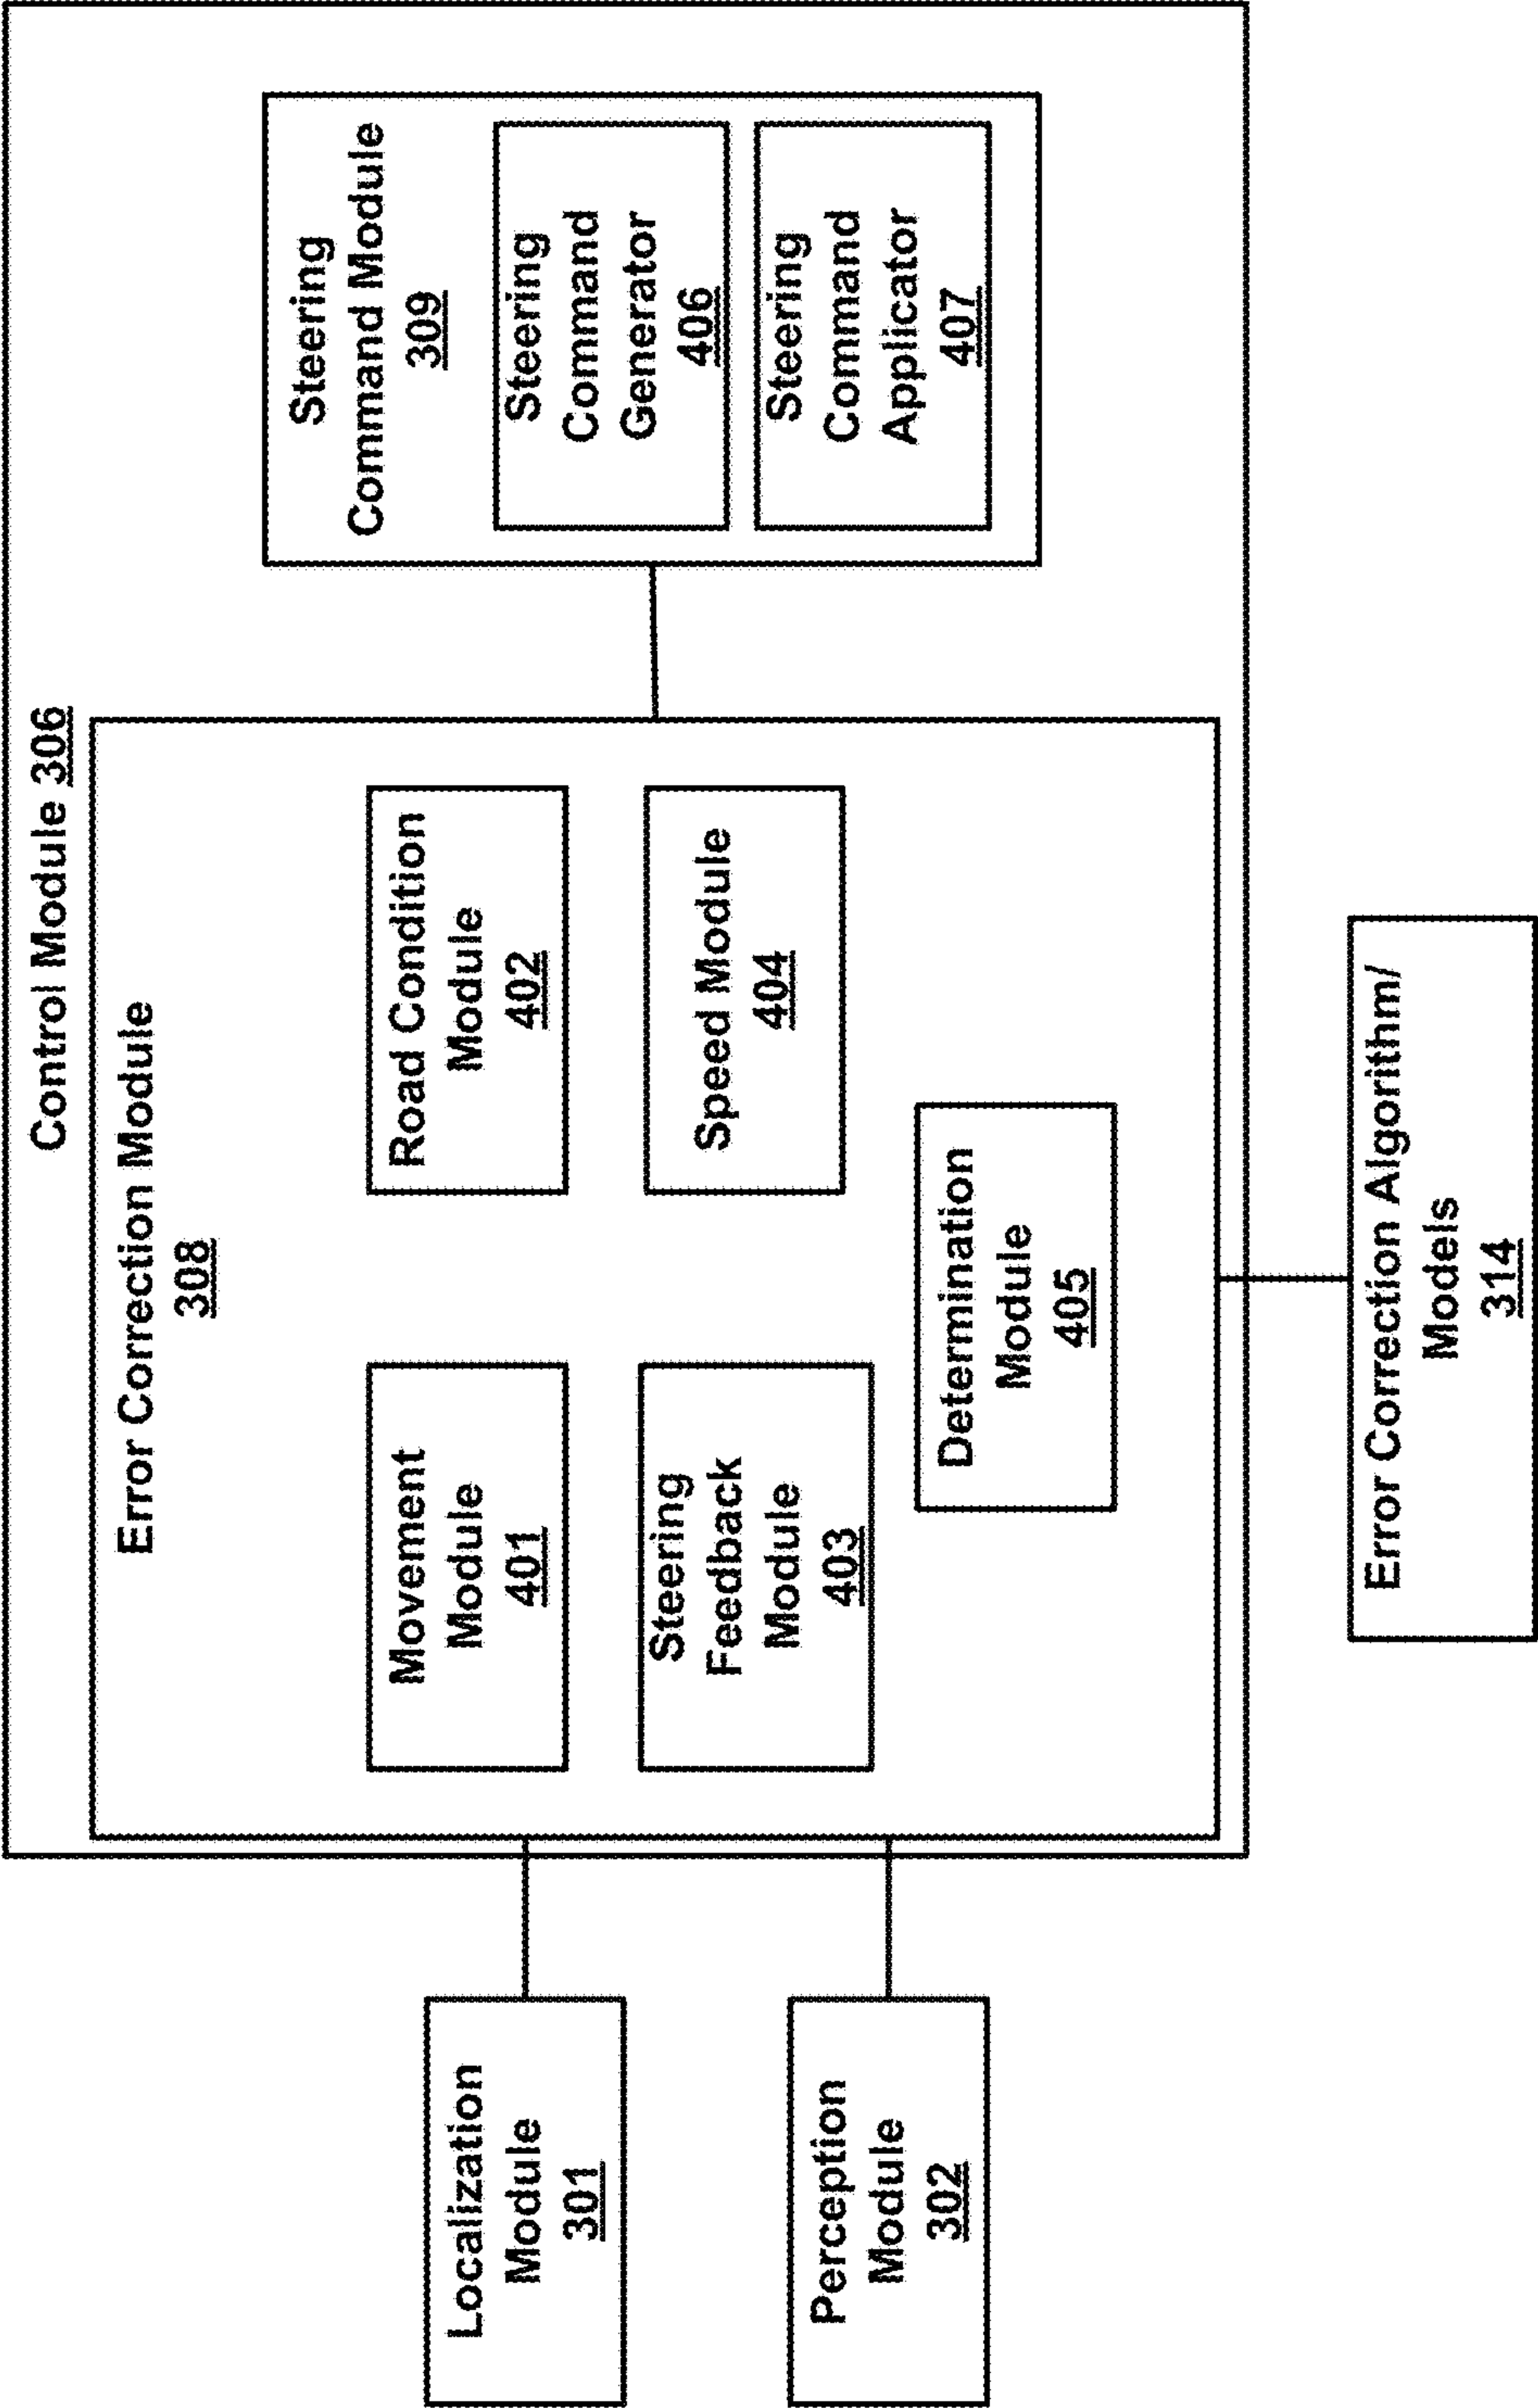 Control Module 306
Error Correction Module
308
Movement
Module
401
Road Condition
Module
402
Steering
Feedback
Module
403
Speed Module
404
Determination
Module
405
Steering
Command Module
309
Steering
Command
Generator
406
Steering
Command
Applicator
407
Localization
Module
301
Perception
Module
302
Error Correction Algorithm/
Models
314